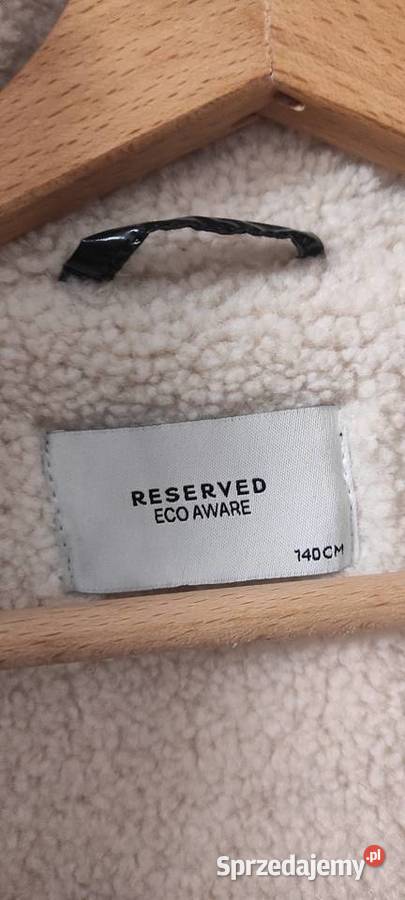 RESERVED
ECO AWARE
140CM
Sprzedajemy.pl